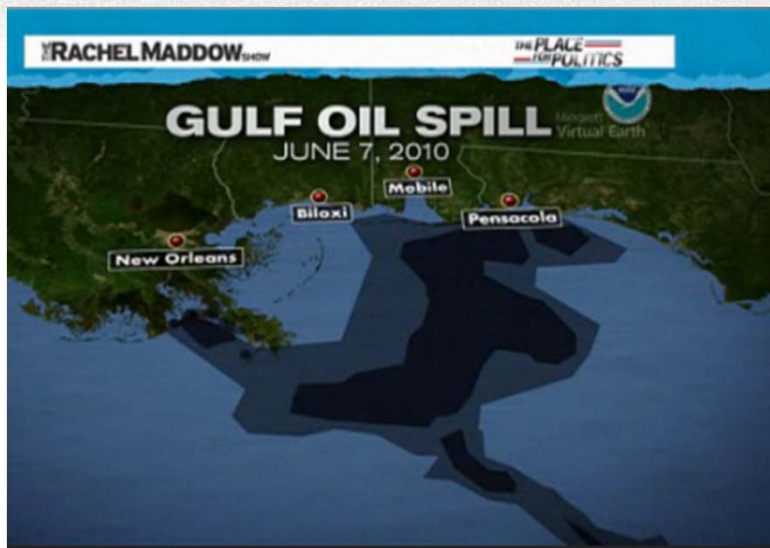 THE RACHEL MADDOW SHOW
THE PLACE
FOR POLITICS
GULF OIL SPILL
JUNE 7, 2010
Virtual Earth
Mobile
Biloxi
Pensacola
New Orleans